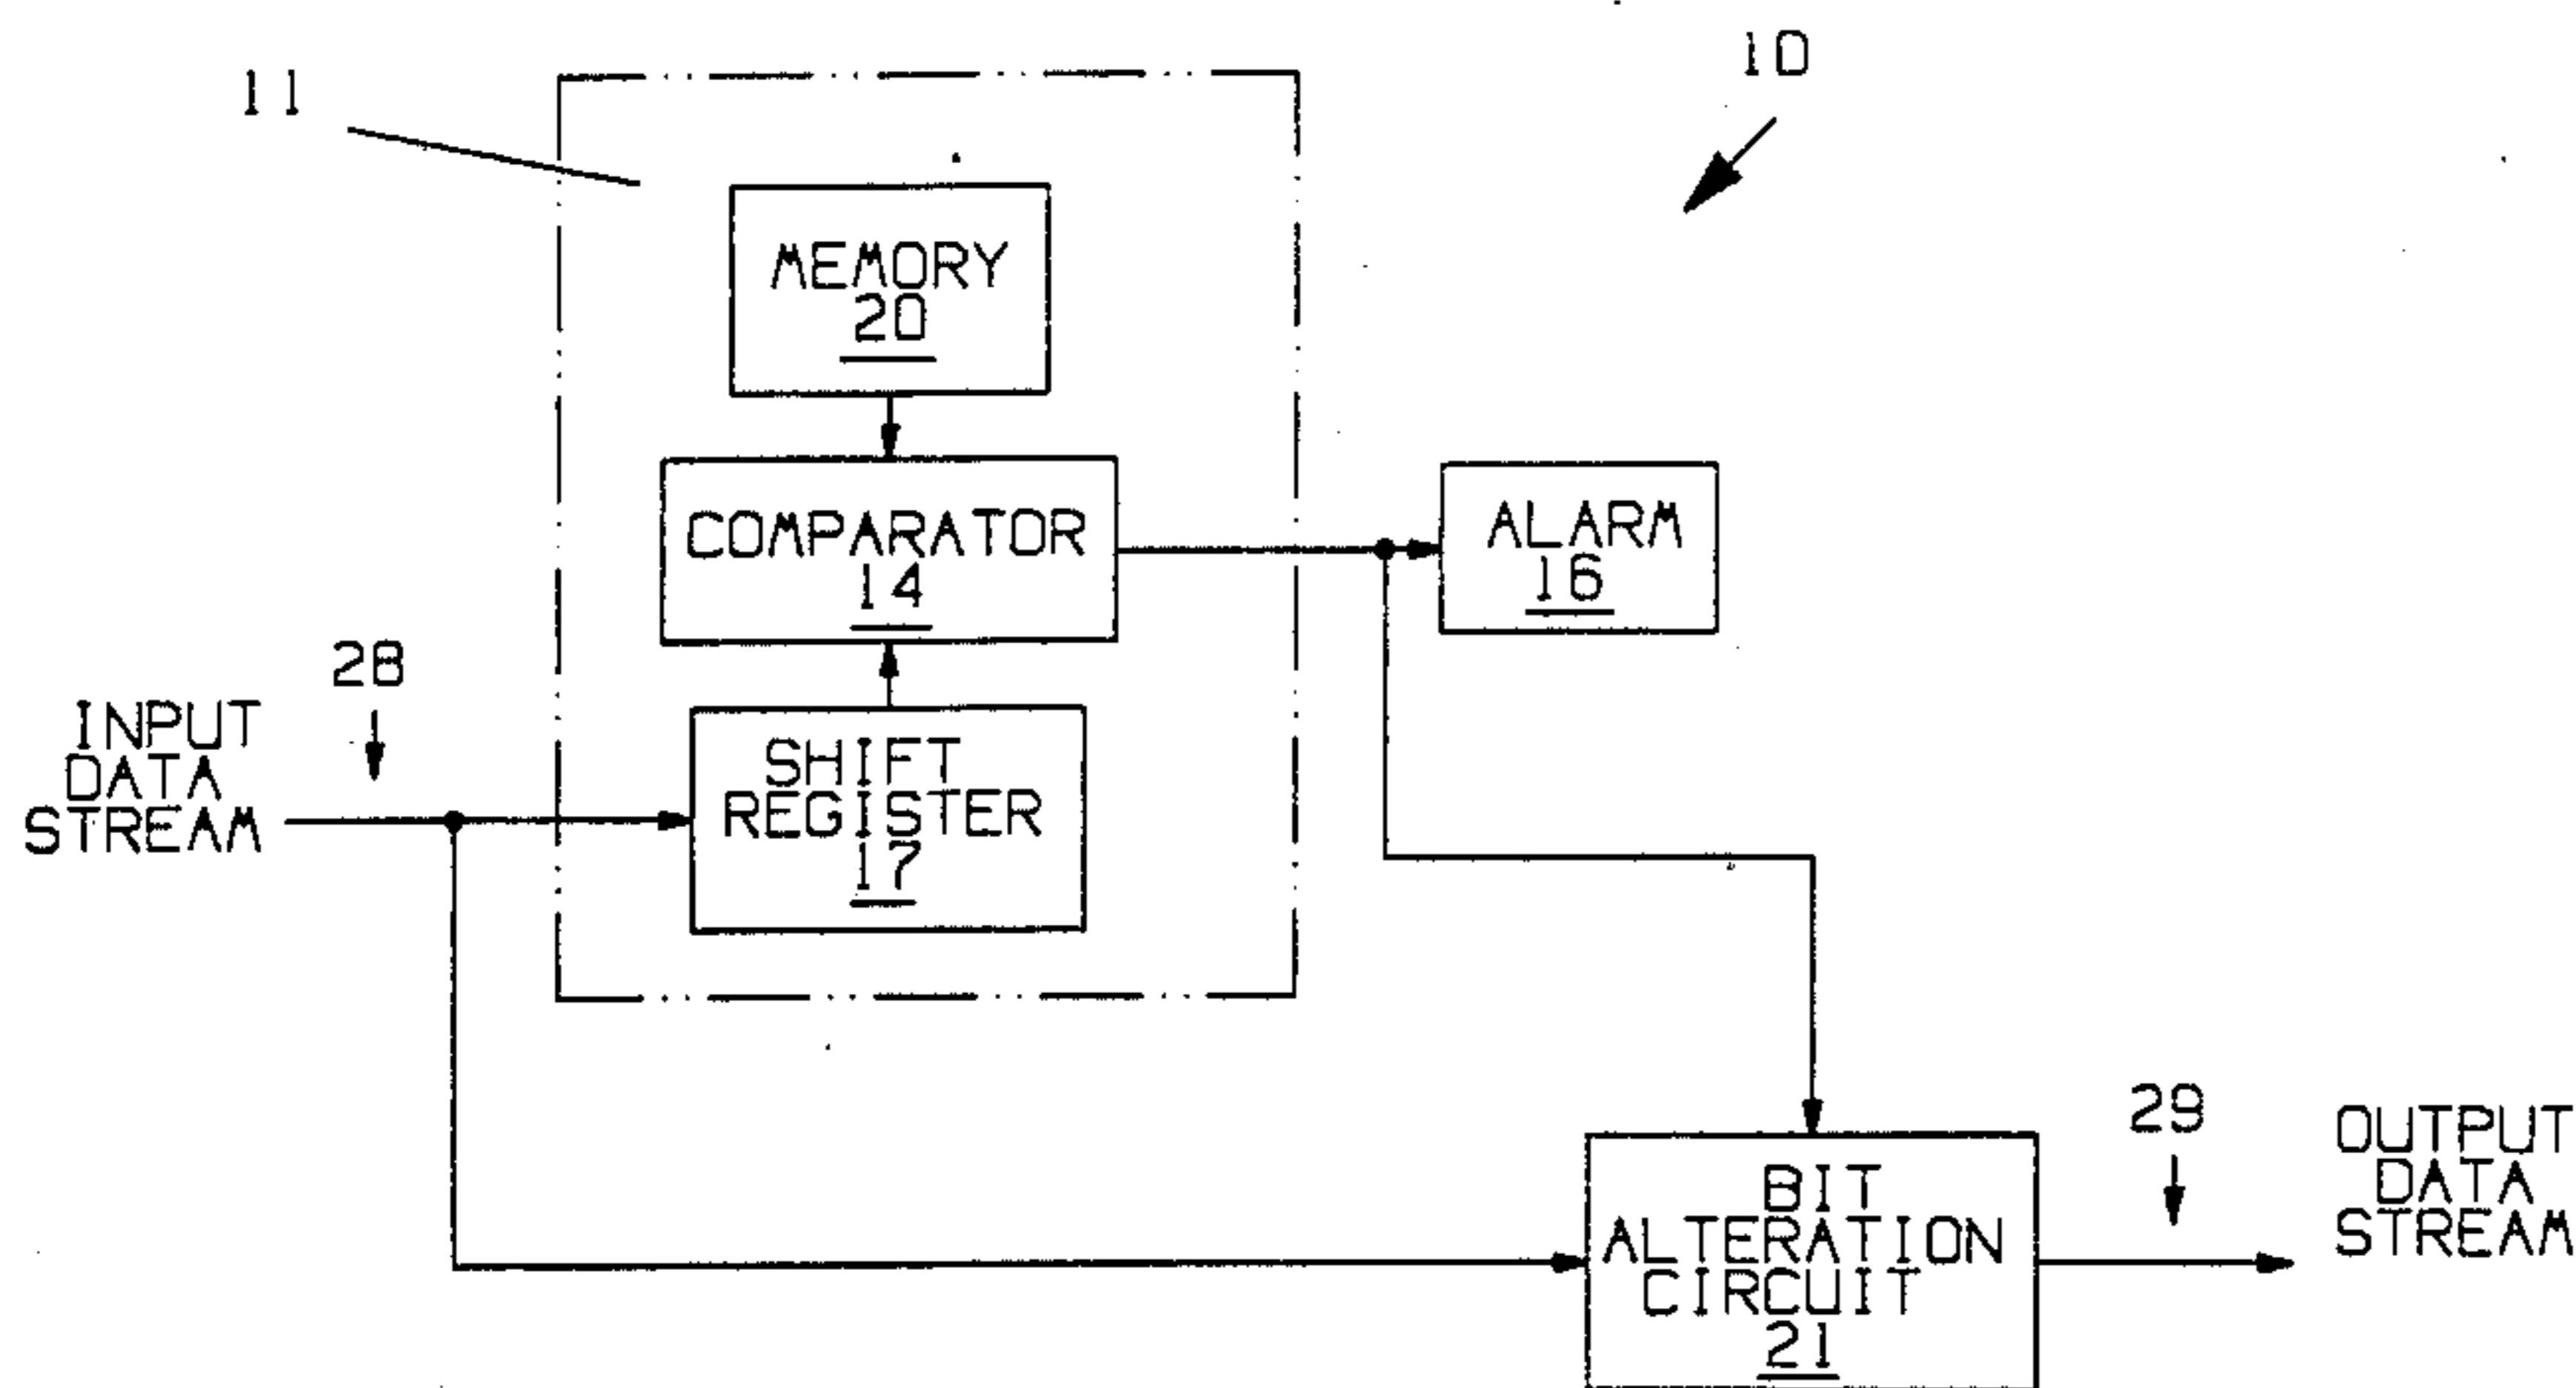 10
11
MEMORY
20
COMPARATOR
14
ALARM
16
28
INPUT
DATA
STREAM
SHIFT
REGISTER
17
29
OUTPUT
DATA
STREAM
BIT
ALTERATION
CIRCUIT
21